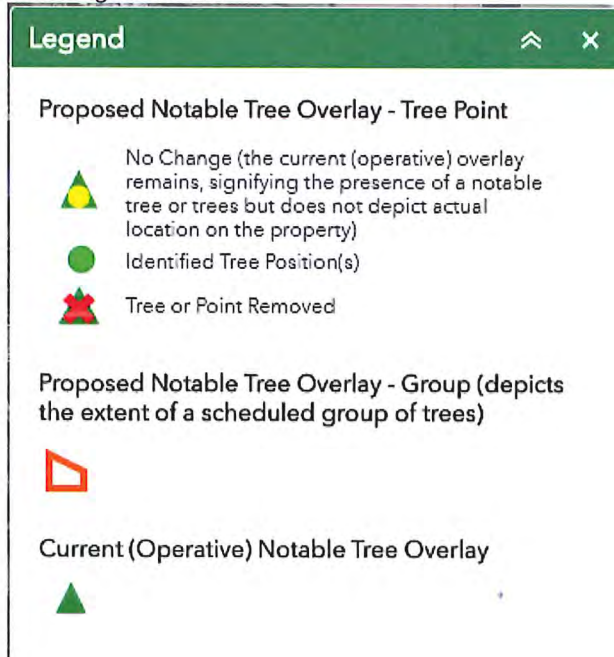 Legend
Proposed Notable Tree Overlay - Tree Point
No Change (the current (operative) overlay
remains, signifying the presence of a notable
tree or trees but does not depict actual
location on the property)
Identified Tree Position(s)
Tree or Point Removed
Proposed Notable Tree Overlay - Group (depicts
the extent of a scheduled group of trees)
Current (Operative) Notable Tree Overlay